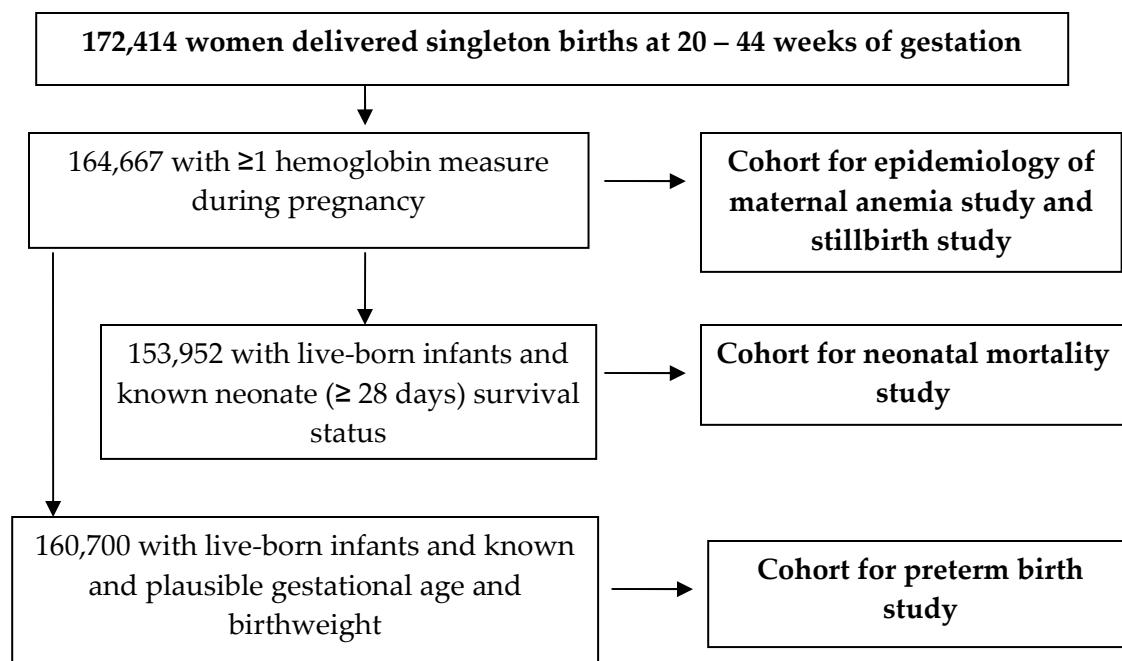 172,414 women delivered singleton births at 20 – 44 weeks of gestation
164,667 with ≥1 hemoglobin measure
during pregnancy
Cohort for epidemiology of
maternal anemia study and
stillbirth study
153,952 with live-born infants and
known neonate (≥ 28 days) survival
status
Cohort for neonatal mortality
study
160,700 with live-born infants and known
and plausible gestational age and
birthweight
Cohort for preterm birth
study